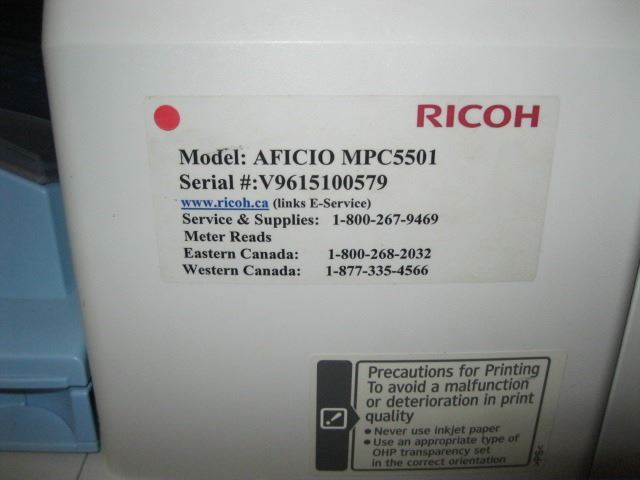 RICOH
Model: AFICIO MPC5501
Serial #:V9615100579
www.ricoh.ca (links E-Service)
Service & Supplies: 1-800-267-9469
Meter Reads
Eastern Canada: 1-800-268-2032
Western Canada: 1-877-335-4566
Precautions for Printing
To avoid a malfunction
or deterioration in print
quality
• Never use inkjet paper
• Use an appropriate type of
OHP transparency set
in the correct orientation
>PS<